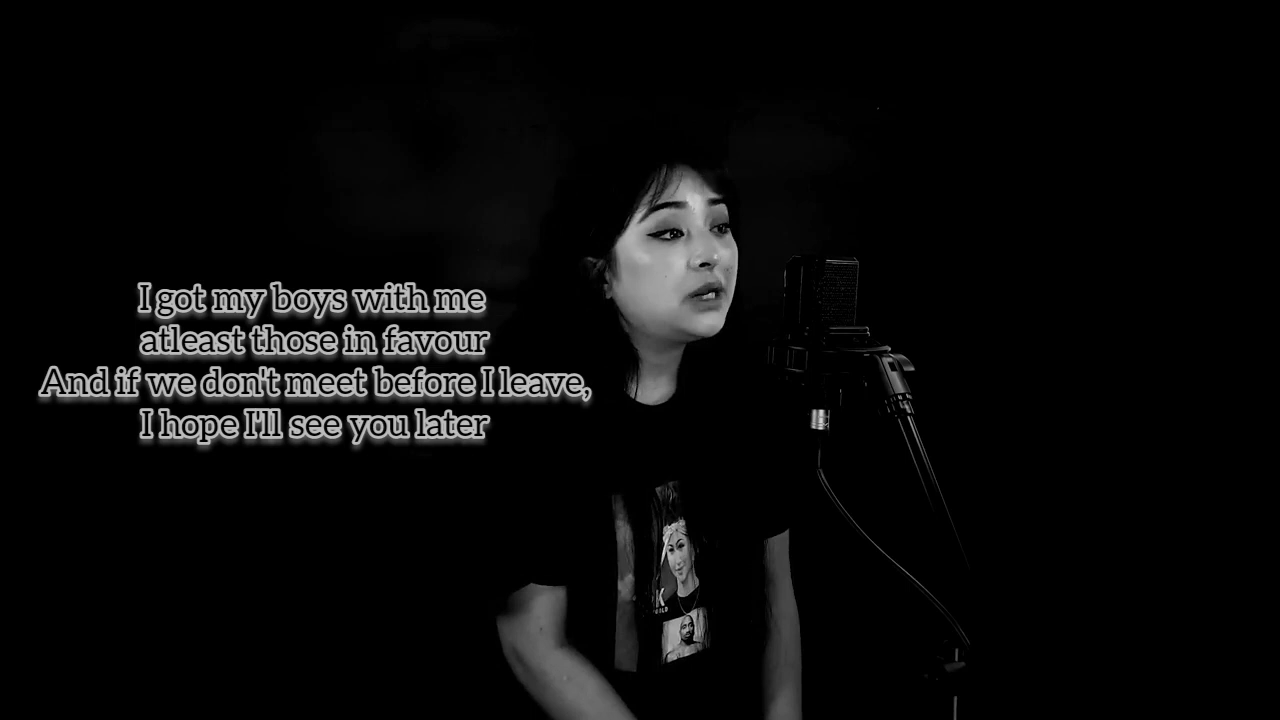 I got my boys with me
atleast those in favour
And if we don't meet before I leave,
I hope I'll see you later